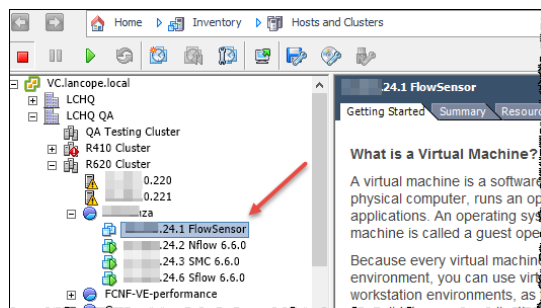 Home Inventory Hosts and Clusters
VC.lancope.local
LCHQ
LCHQ QA
QA Testing Cluster
R410 Cluster
R620 Cluster
0.220
0.221
za
.24.1 FlowSensor
.24.2 Nflow 6.6.0
.24.3 SMC 6.6.0
.24.6 Sflow 6.6.0
FCNF-VE-performance
.24.1 FlowSensor
Getting Started Summary Resourc
What is a Virtual Machine?
A virtual machine is a software
physical computer, runs an op
applications. An operating sys
machine is called a guest ope
Because every virtual machin
environment, you can use virt
workstation environments, as